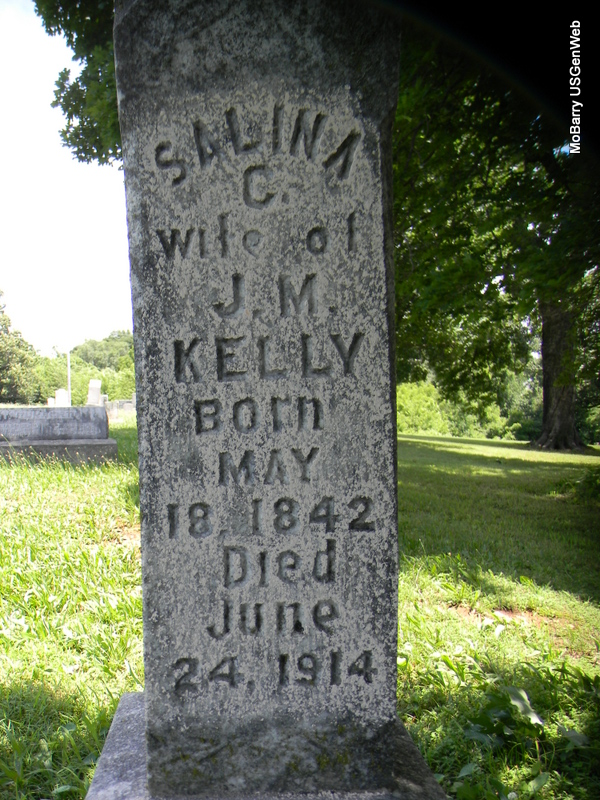 SALINA
C.
wife of
J. M.
KELLY
Born
MAY
18, 1842
Died
June
24, 1914
MoBarry USGenWeb